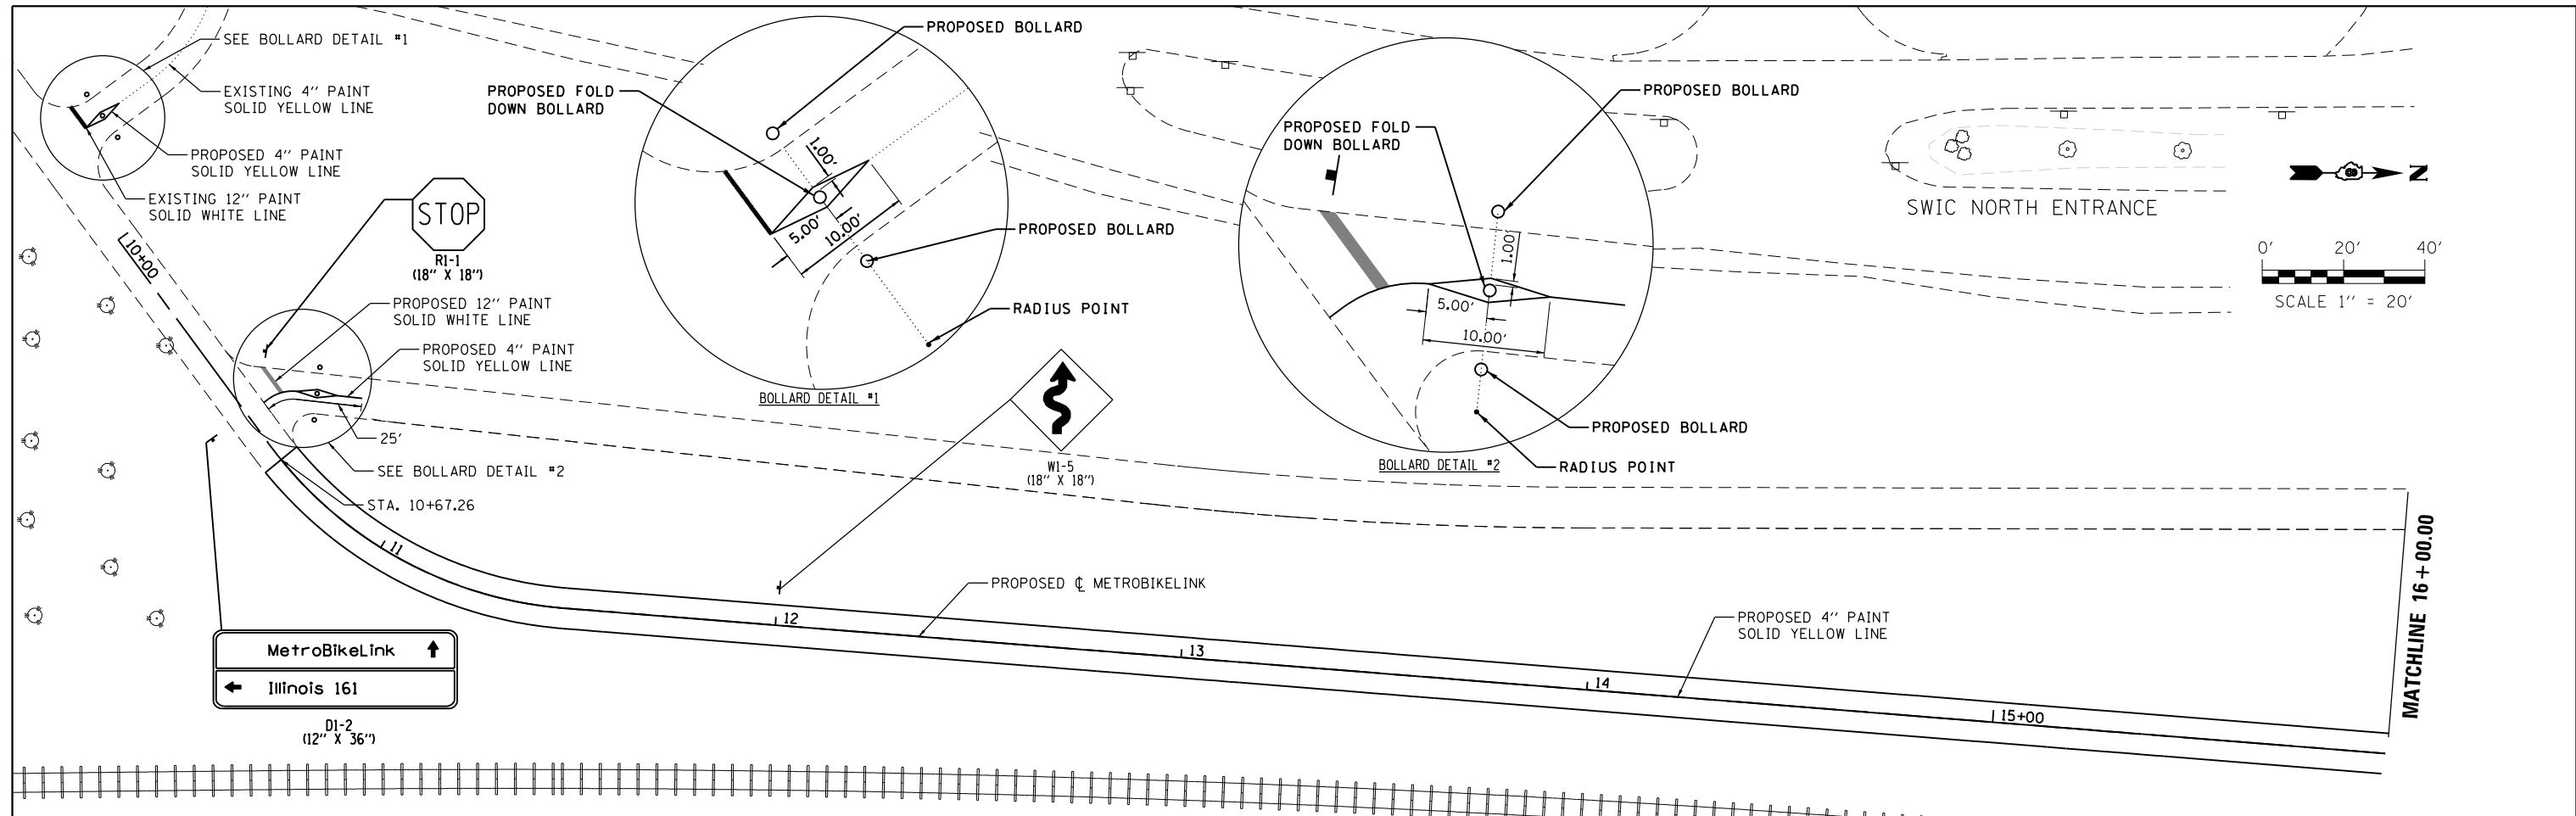 SEE BOLLARD DETAIL #1
EXISTING 4" PAINT
SOLID YELLOW LINE
PROPOSED 4" PAINT
SOLID YELLOW LINE
EXISTING 12" PAINT
SOLID WHITE LINE
10+00
STOP
R1-1
(18" X 18")
PROPOSED 12" PAINT
SOLID WHITE LINE
PROPOSED 4" PAINT
SOLID YELLOW LINE
25'
SEE BOLLARD DETAIL #2
STA. 10+67.26
11
MetroBikeLink
Illinois 161
D1-2
(12" X 36")
PROPOSED BOLLARD
PROPOSED FOLD
DOWN BOLLARD
1.00'
5.00'
10.00'
PROPOSED BOLLARD
RADIUS POINT
BOLLARD DETAIL #1
W1-5
(18" X 18")
PROPOSED BOLLARD
PROPOSED FOLD
DOWN BOLLARD
1.00'
5.00'
10.00'
PROPOSED BOLLARD
RADIUS POINT
BOLLARD DETAIL #2
SWIC NORTH ENTRANCE
N
0'
20'
40'
SCALE 1" = 20'
PROPOSED ℄ METROBIKELINK
12
13
PROPOSED 4" PAINT
SOLID YELLOW LINE
14
15+00
MATCHLINE 16+00.00